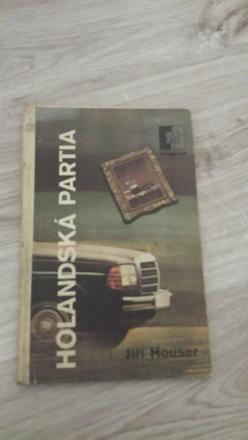 HOLANDSKÁ PARTIA
Jiří Houser